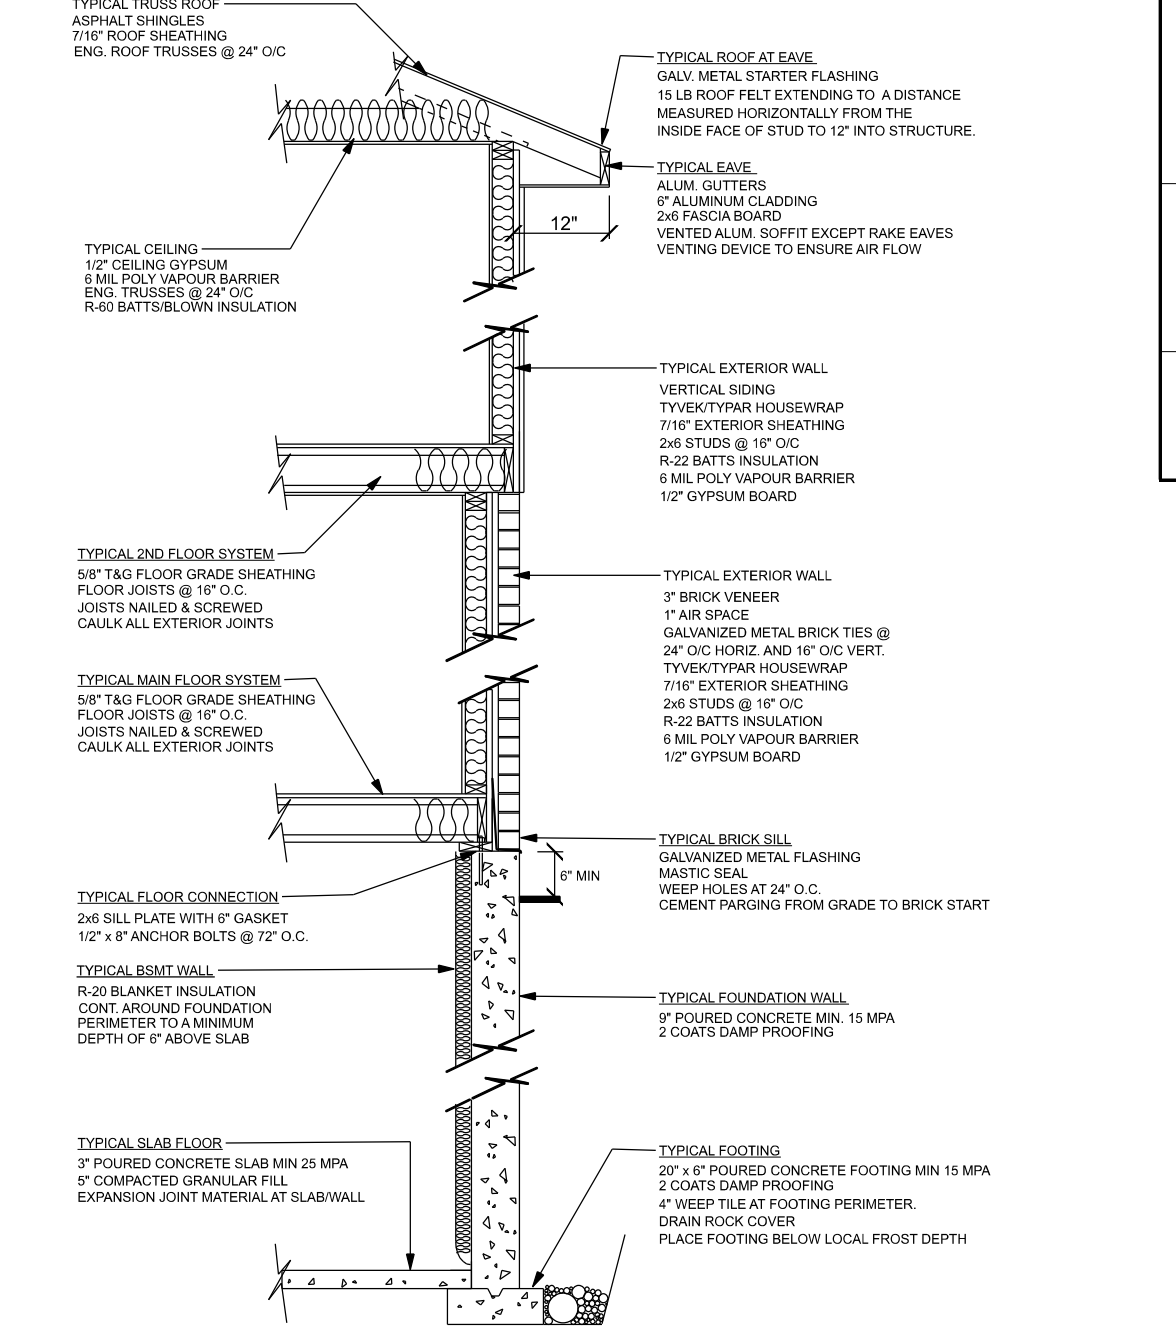 TYPICAL TRUSS ROOF
ASPHALT SHINGLES
7/16" ROOF SHEATHING
ENG. ROOF TRUSSES @ 24" O/C
TYPICAL ROOF AT EAVE
GALV. METAL STARTER FLASHING
15 LB ROOF FELT EXTENDING TO A DISTANCE
MEASURED HORIZONTALLY FROM THE
INSIDE FACE OF STUD TO 12" INTO STRUCTURE.
TYPICAL EAVE
ALUM. GUTTERS
6" ALUMINUM CLADDING
2x6 FASCIA BOARD
VENTED ALUM. SOFFIT EXCEPT RAKE EAVES
VENTING DEVICE TO ENSURE AIR FLOW
12"
TYPICAL CEILING
1/2" CEILING GYPSUM
6 MIL POLY VAPOUR BARRIER
ENG. TRUSSES @ 24" O/C
R-60 BATTS/BLOWN INSULATION
TYPICAL EXTERIOR WALL
VERTICAL SIDING
TYVEK/TYPAR HOUSEWRAP
7/16" EXTERIOR SHEATHING
2x6 STUDS @ 16" O/C
R-22 BATTS INSULATION
6 MIL POLY VAPOUR BARRIER
1/2" GYPSUM BOARD
TYPICAL 2ND FLOOR SYSTEM
5/8" T&G FLOOR GRADE SHEATHING
FLOOR JOISTS @ 16" O.C.
JOISTS NAILED & SCREWED
CAULK ALL EXTERIOR JOINTS
TYPICAL EXTERIOR WALL
3" BRICK VENEER
1" AIR SPACE
GALVANIZED METAL BRICK TIES @
24" O/C HORIZ. AND 16" O/C VERT.
TYVEK/TYPAR HOUSEWRAP
7/16" EXTERIOR SHEATHING
2x6 STUDS @ 16" O/C
R-22 BATTS INSULATION
6 MIL POLY VAPOUR BARRIER
1/2" GYPSUM BOARD
TYPICAL MAIN FLOOR SYSTEM
5/8" T&G FLOOR GRADE SHEATHING
FLOOR JOISTS @ 16" O.C.
JOISTS NAILED & SCREWED
CAULK ALL EXTERIOR JOINTS
TYPICAL BRICK SILL
GALVANIZED METAL FLASHING
MASTIC SEAL
WEEP HOLES AT 24" O.C.
CEMENT PARGING FROM GRADE TO BRICK START
6" MIN
TYPICAL FLOOR CONNECTION
2x6 SILL PLATE WITH 6" GASKET
1/2" x 8" ANCHOR BOLTS @ 72" O.C.
TYPICAL BSMT WALL
R-20 BLANKET INSULATION
CONT. AROUND FOUNDATION
PERIMETER TO A MINIMUM
DEPTH OF 6" ABOVE SLAB
TYPICAL FOUNDATION WALL
9" POURED CONCRETE MIN. 15 MPA
2 COATS DAMP PROOFING
TYPICAL SLAB FLOOR
3" POURED CONCRETE SLAB MIN 25 MPA
5" COMPACTED GRANULAR FILL
EXPANSION JOINT MATERIAL AT SLAB/WALL
TYPICAL FOOTING
20" x 6" POURED CONCRETE FOOTING MIN 15 MPA
2 COATS DAMP PROOFING
4" WEEP TILE AT FOOTING PERIMETER.
DRAIN ROCK COVER
PLACE FOOTING BELOW LOCAL FROST DEPTH